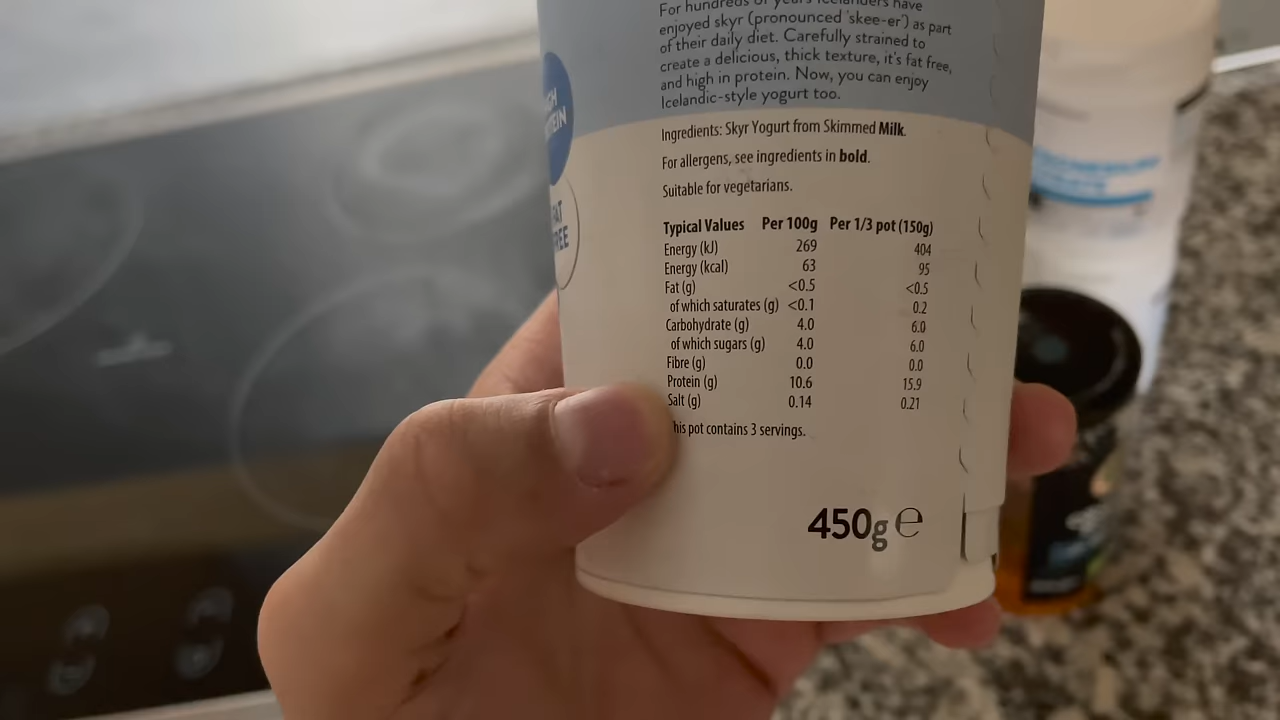 For hundreds of years Icelanders have
enjoyed skyr (pronounced 'skee-er') as part
of their daily diet. Carefully strained to
create a delicious, thick texture, it's fat free,
and high in protein. Now, you can enjoy
Icelandic-style yogurt too.
Ingredients: Skyr Yogurt from Skimmed Milk.
For allergens, see ingredients in bold.
Suitable for vegetarians.
Typical Values Per 100g Per 1/3 pot (150g)
Energy (kJ) 269 404
Energy (kcal) 63 95
Fat (g) <0.5 <0.5
of which saturates (g) <0.1 0.2
Carbohydrate (g) 4.0 6.0
of which sugars (g) 4.0 6.0
Fibre (g) 0.0 0.0
Protein (g) 10.6 15.9
Salt (g) 0.14 0.21
his pot contains 3 servings.
450g ℮